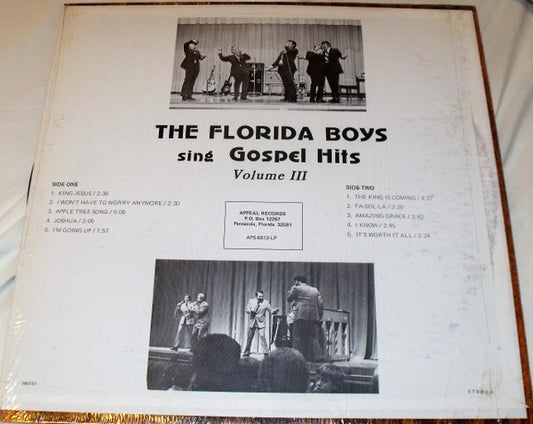 THE FLORIDA BOYS
sing Gospel Hits
Volume III
SIDE ONE
1. KING JESUS / 2:36
2. I WON'T HAVE TO WORRY ANYMORE / 2:30
3. APPLE TREE SONG / 5:00
4. JOSHUA / 2:05
5. I'M GOING UP / 1:57
APPEAL RECORDS
P.O. Box 12287
Pensacola, Florida 32581
APS-6012-LP
SIDE TWO
1. THE KING IS COMING / 4:27
2. FA-SOL-LA / 2:20
3. AMAZING GRACE / 2:42
4. I KNOW / 2:45
5. IT'S WORTH IT ALL / 2:24
740101
STEREO